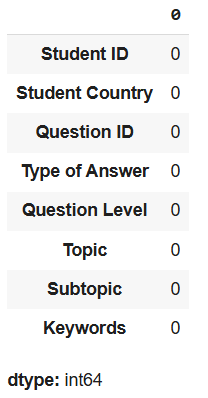 0
Student ID 0
Student Country 0
Question ID 0
Type of Answer 0
Question Level 0
Topic 0
Subtopic 0
Keywords 0
dtype: int64